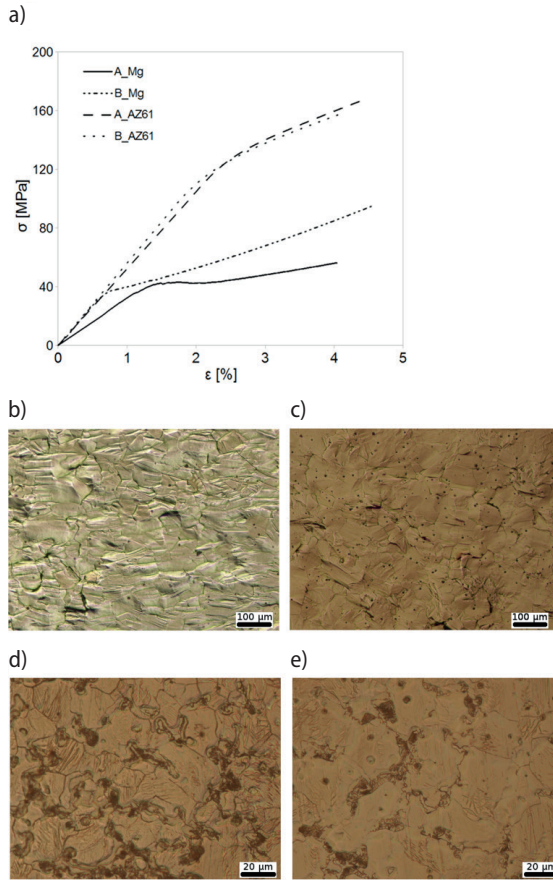 a)
200
160
120
80
40
0
σ [MPa]
A_Mg
B_Mg
A_AZ61
B_AZ61
0 1 2 3 4 5
ε [%]
b) c)
100 µm 100 µm
d) e)
20 µm 20 µm